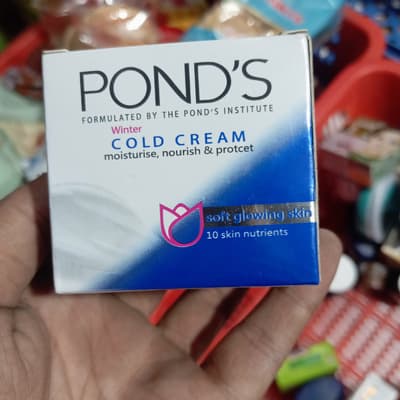 POND'S
FORMULATED BY THE POND'S INSTITUTE
Winter
COLD CREAM
moisturise, nourish & protcet
soft glowing skin
10 skin nutrients